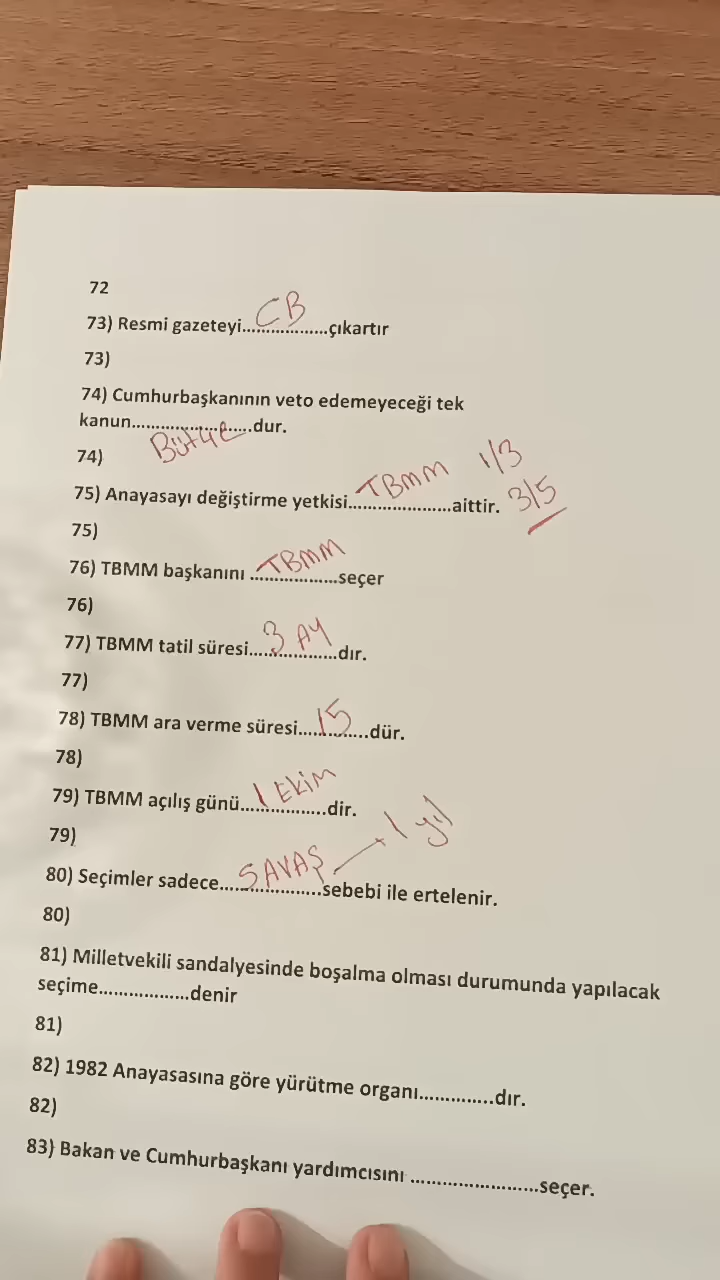 72
73) Resmi gazeteyi.....CB.....çıkartır
73)
74) Cumhurbaşkanının veto edemeyeceği tek
kanun.....Bütçe.....dur.
74)
75) Anayasayı değiştirme yetkisi.....TBMM.....aittir. 1/3 3/5
75)
76) TBMM başkanını .....TBMM.....seçer
76)
77) TBMM tatil süresi.....3 AY.....dır.
77)
78) TBMM ara verme süresi.....15.....dür.
78)
79) TBMM açılış günü.....1 EKİM.....dir.
79)
80) Seçimler sadece.....SAVAŞ.....sebebi ile ertelenir. 1 yıl
80)
81) Milletvekili sandalyesinde boşalma olması durumunda yapılacak
seçime..................denir
81)
82) 1982 Anayasasına göre yürütme organı..............dır.
82)
83) Bakan ve Cumhurbaşkanı yardımcısını ........................seçer.